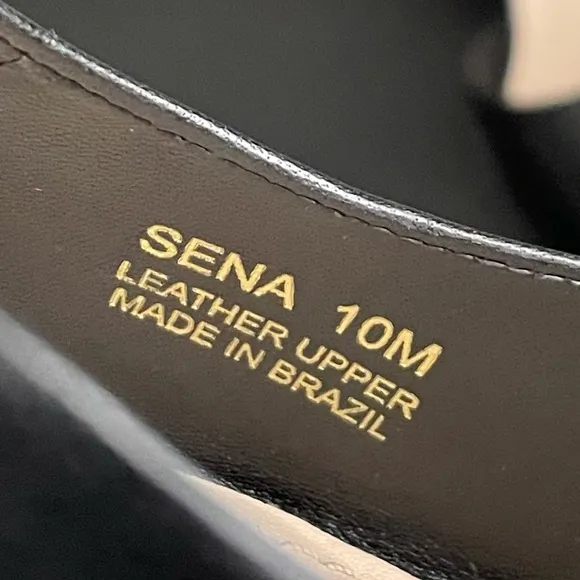 SENA 10M
LEATHER UPPER
MADE IN BRAZIL